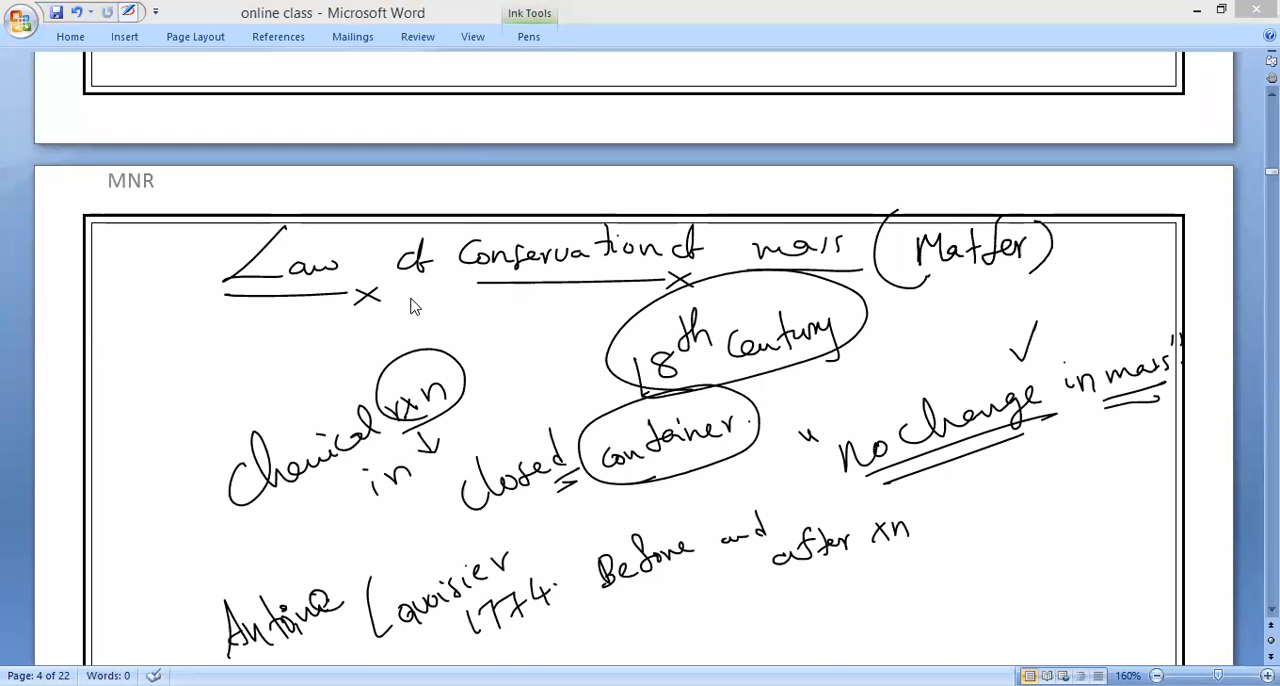 online class - Microsoft Word
Ink Tools
Home Insert Page Layout References Mailings Review View Pens
MNR
Law of Conservation of mass (Matter)
18th Century
Chemical rxn
in closed container. "no change in mass"
Before and after xn
Antoine Lavoisier
1774.
Page: 4 of 22 Words: 0 160%